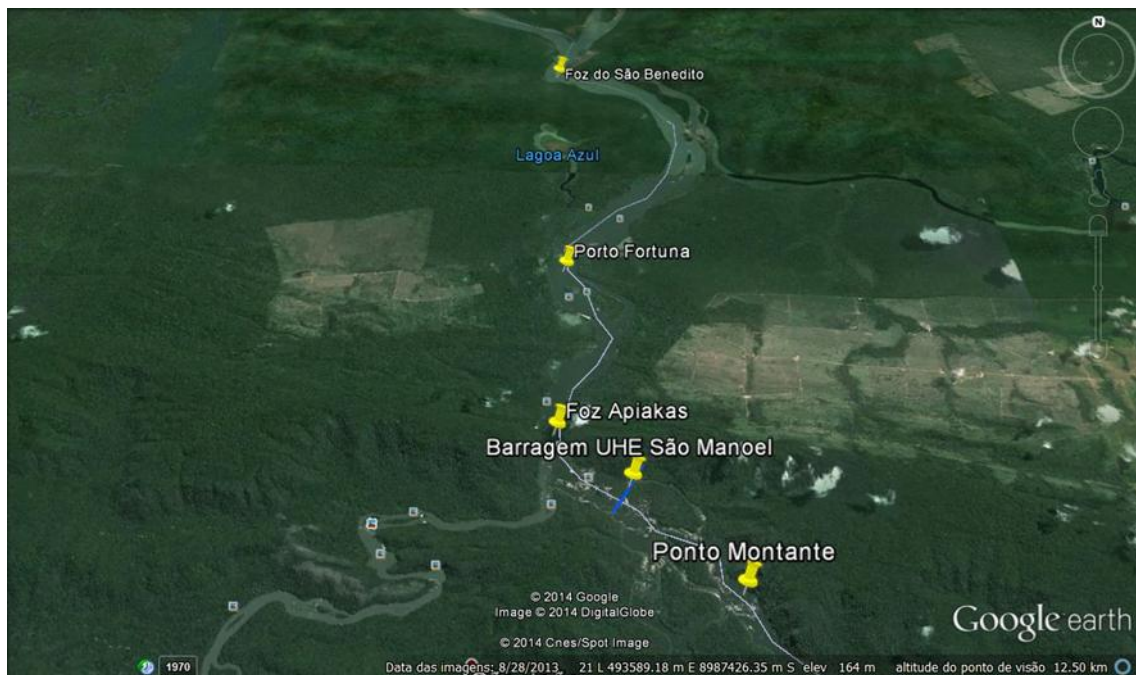 N
Foz do São Benedito
Lagoa Azul
Porto Fortuna
Foz Apiakas
Barragem UHE São Manoel
Ponto Montante
© 2014 Google
Image © 2014 DigitalGlobe
© 2014 Cnes/Spot Image
Google earth
1970
Data das imagens: 8/28/2013 21 L 493589.18 m E 8987426.35 m S elev 164 m altitude do ponto de visão 12.50 km